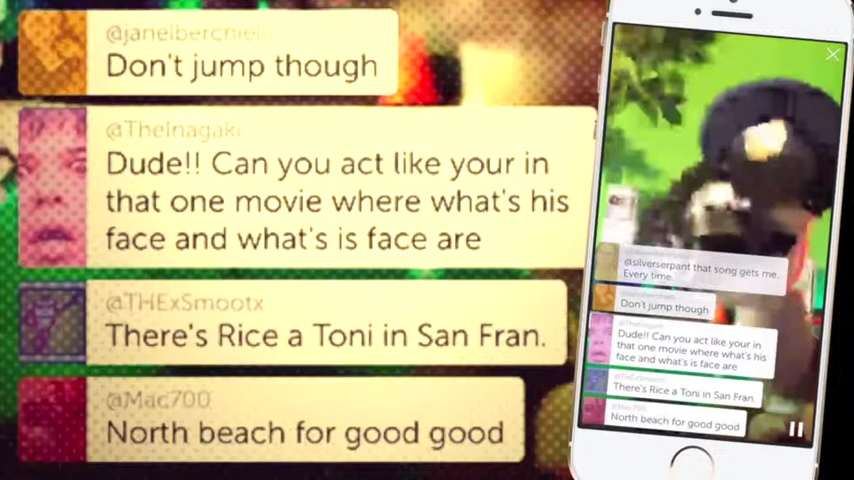 @janelberchiel
Don't jump though
@TheInagaki
Dude!! Can you act like your in
that one movie where what's his
face and what's is face are
@THExSmootx
There's Rice a Toni in San Fran.
@Mac700
North beach for good good
@silverserpant that song gets me.
Every time.
Don't jump though
@TheInagaki
Dude!! Can you act like your in
that one movie where what's his
face and what's is face are
@THExSmootx
There's Rice a Toni in San Fran.
@Mac700
North beach for good good